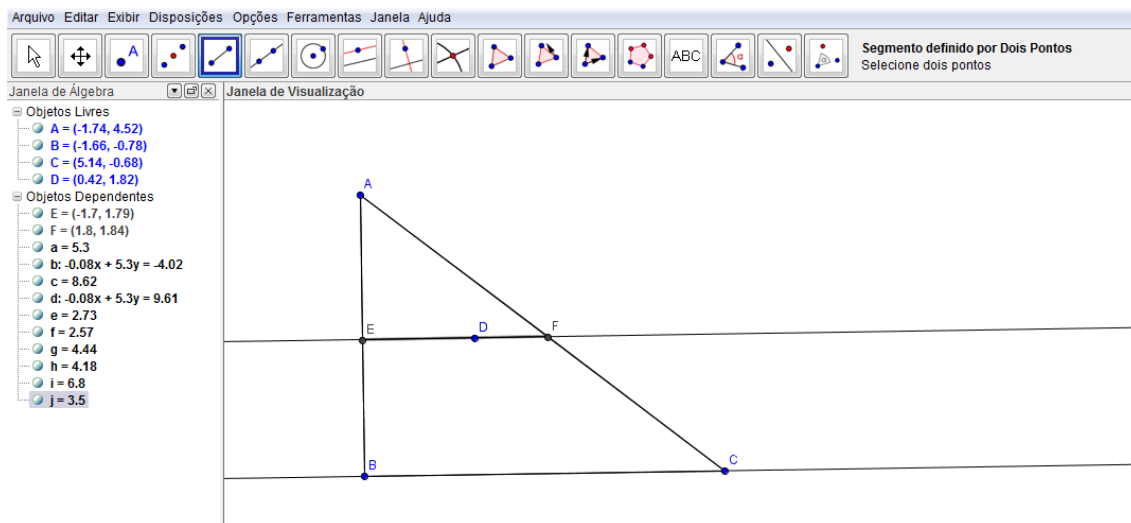 Arquivo Editar Exibir Disposições Opções Ferramentas Janela Ajuda
A
ABC
α
a
Segmento definido por Dois Pontos
Selecione dois pontos
Janela de Álgebra
Janela de Visualização
Objetos Livres
A = (-1.74, 4.52)
B = (-1.66, -0.78)
C = (5.14, -0.68)
D = (0.42, 1.82)
Objetos Dependentes
E = (-1.7, 1.79)
F = (1.8, 1.84)
a = 5.3
b: -0.08x + 5.3y = -4.02
c = 8.62
d: -0.08x + 5.3y = 9.61
e = 2.73
f = 2.57
g = 4.44
h = 4.18
i = 6.8
j = 3.5
A
E
D
F
B
C